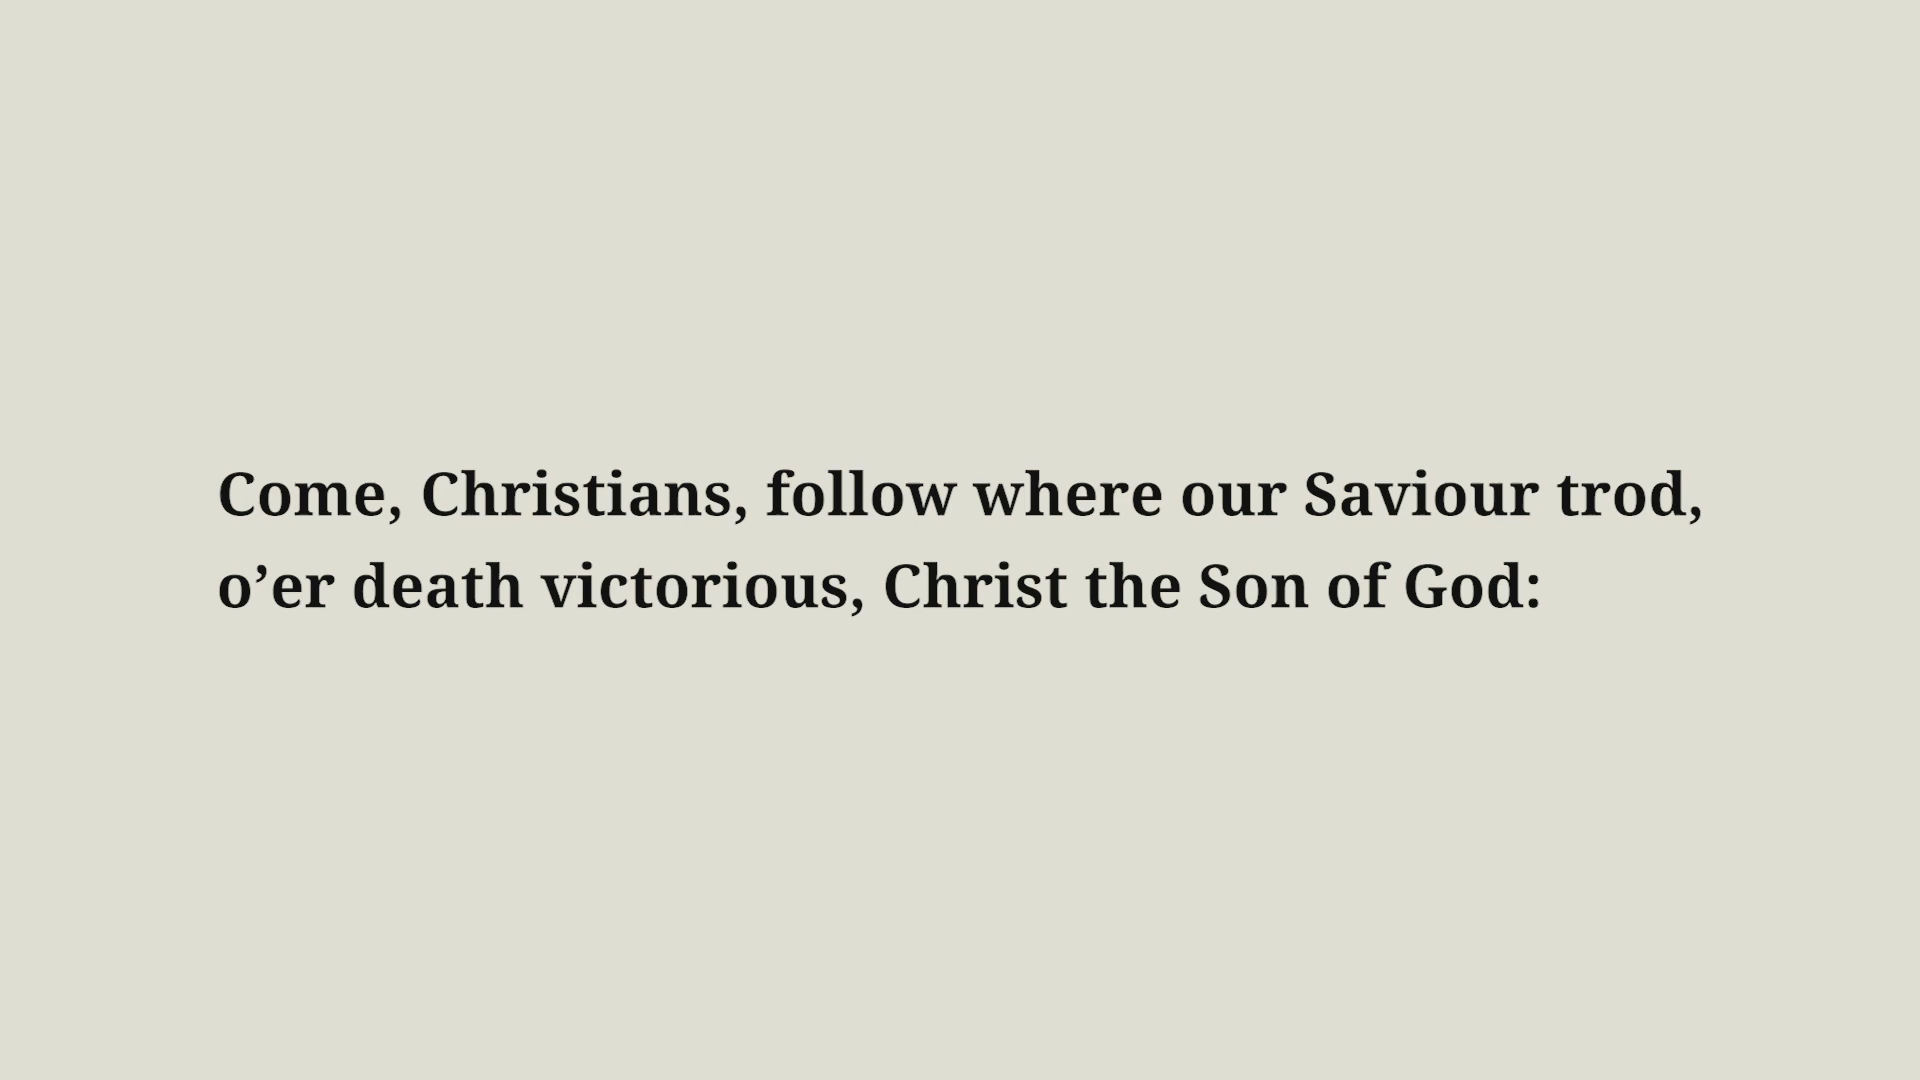 Come, Christians, follow where our Saviour trod,
o’er death victorious, Christ the Son of God: